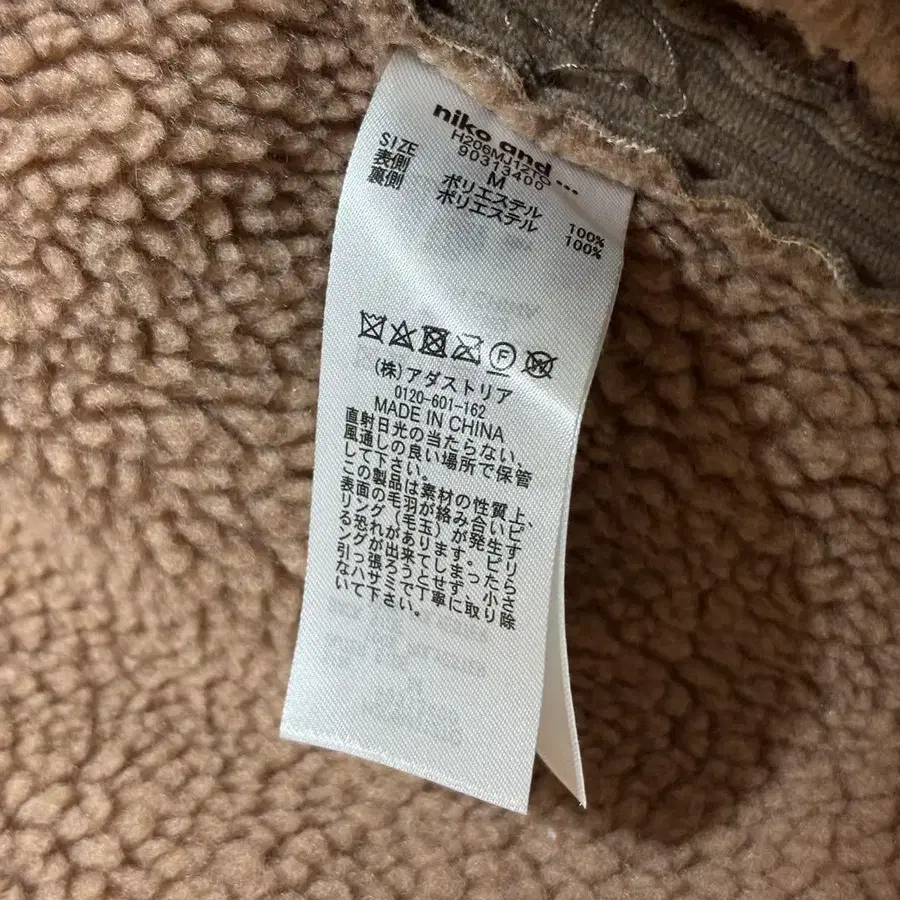 niko and ...
90313400
SIZE M
表側 ポリエステル 100%
裏側 ポリエステル 100%
F
W
(株)アダストリア
0120-601-162
MADE IN CHINA
直射日光の当たらない、
風通しの良い場所で保管
して下さい。
この製品は素材の性質上、
表面の毛羽が絡み合いピ
リング(毛玉)が発生す
る恐れがあります。ピリ
ングが出来てしまったら
引っ張ろうとせず、小さ
なハサミで丁寧に取り除
いて下さい。